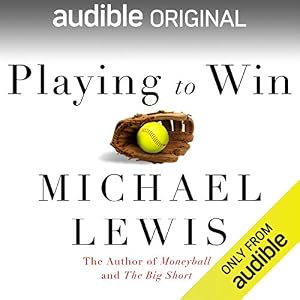 audible ORIGINAL
Playing to Win
MICHAEL
LEWIS
The Author of Moneyball
and The Big Short
ONLY FROM
audible